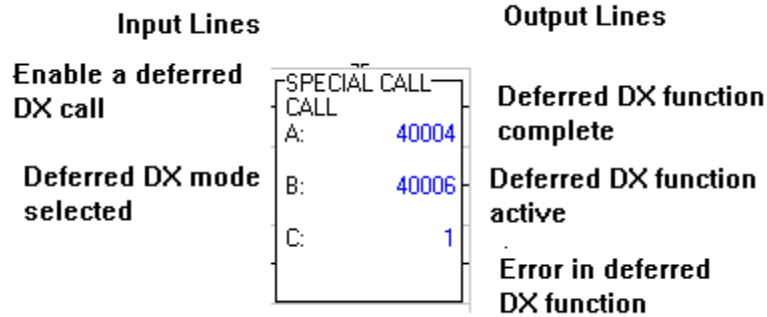 Input Lines
Output Lines
Enable a deferred
DX call
SPECIAL CALL
CALL
A: 40004
B: 40006
C: 1
Deferred DX mode
selected
Deferred DX function
complete
Deferred DX function
active
Error in deferred
DX function